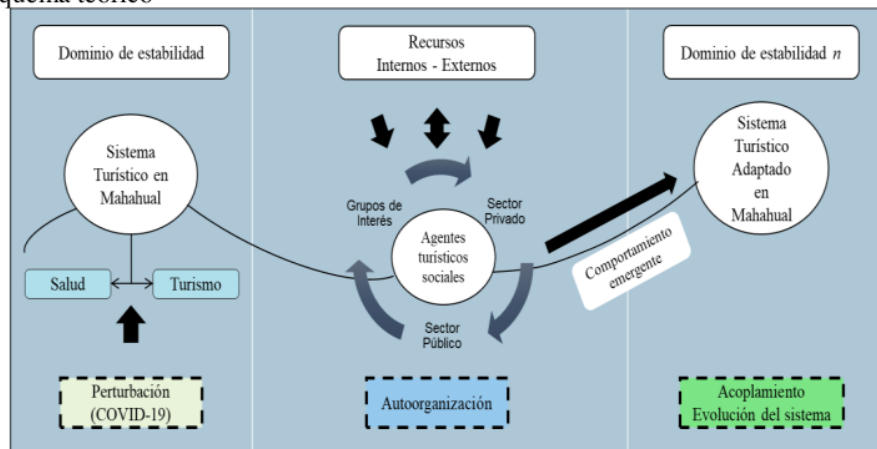 Dominio de estabilidad
Sistema
Turístico en
Mahahual
Salud
Turismo
Perturbación
(COVID-19)
Recursos
Internos - Externos
Grupos de
Interés
Sector
Privado
Agentes
turísticos
sociales
Sector
Público
Autoorganización
Comportamiento
emergente
Dominio de estabilidad n
Sistema
Turístico
Adaptado
en
Mahahual
Acoplamiento
Evolución del sistema